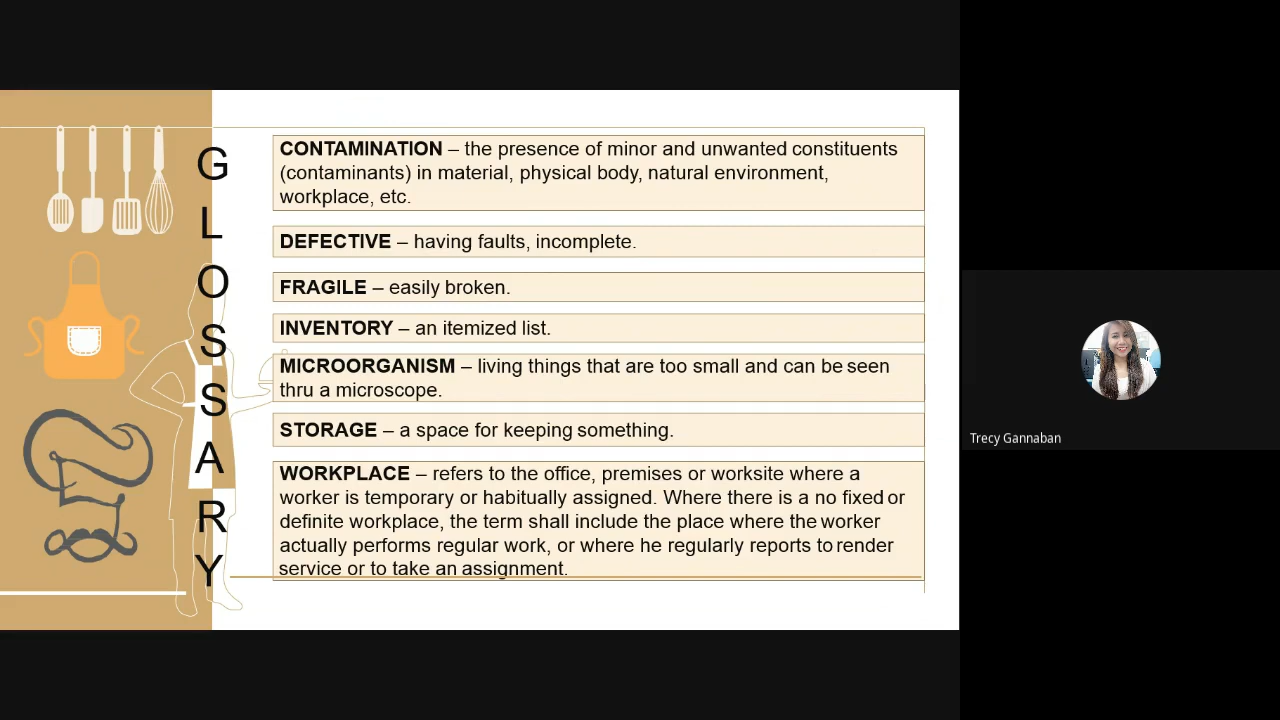 GLOSSARY
CONTAMINATION – the presence of minor and unwanted constituents
(contaminants) in material, physical body, natural environment,
workplace, etc.
DEFECTIVE – having faults, incomplete.
FRAGILE – easily broken.
INVENTORY – an itemized list.
MICROORGANISM – living things that are too small and can be seen
thru a microscope.
STORAGE – a space for keeping something.
WORKPLACE – refers to the office, premises or worksite where a
worker is temporary or habitually assigned. Where there is a no fixed or
definite workplace, the term shall include the place where the worker
actually performs regular work, or where he regularly reports to render
service or to take an assignment.
Trecy Gannaban